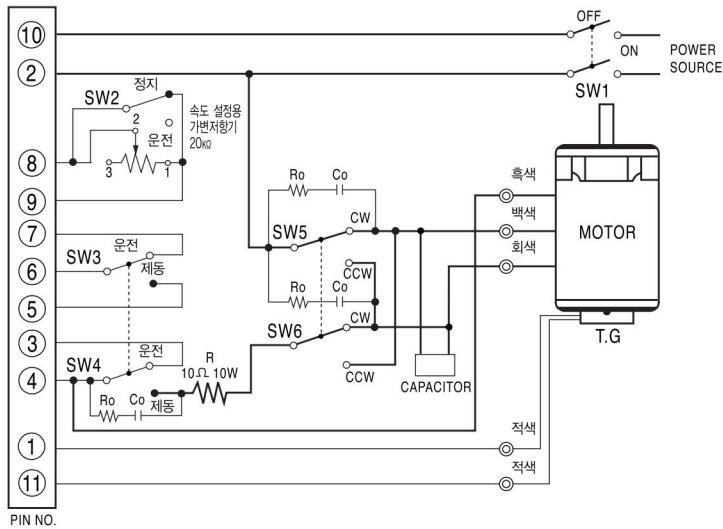 OFF
⑩
ON
POWER
SOURCE
②
SW1
정지
SW2
속도 설정용
가변저항기
20KΩ
2
운전
⑧
3
1
⑨
Ro
Co
흑색
⑦
CW
백색
SW5
MOTOR
운전
SW3
제동
⑥
회색
CCW
Ro
Co
⑤
CW
SW6
T.G
③
SW4
운전
R
10Ω 10W
④
CCW
CAPACITOR
Ro
Co
제동
적색
①
적색
⑪
PIN NO.